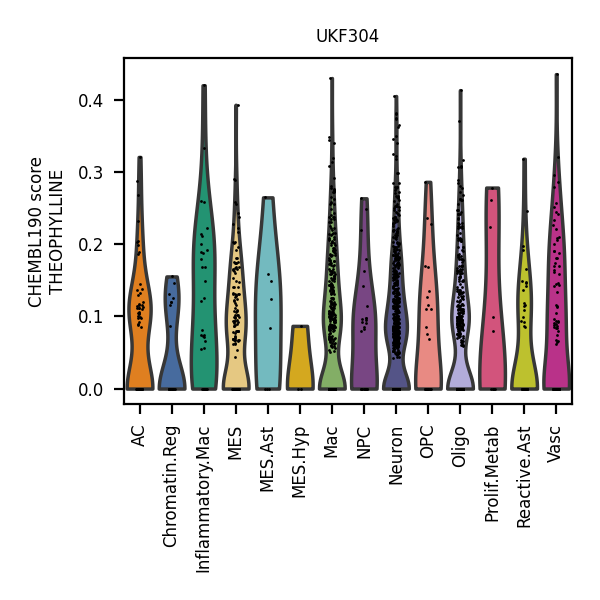 UKF304
CHEMBL190 score
THEOPHYLLINE
0.4
0.3
0.2
0.1
0.0
AC
Chromatin.Reg
Inflammatory.Mac
MES
MES.Ast
MES.Hyp
Mac
NPC
Neuron
OPC
Oligo
Prolif.Metab
Reactive.Ast
Vasc